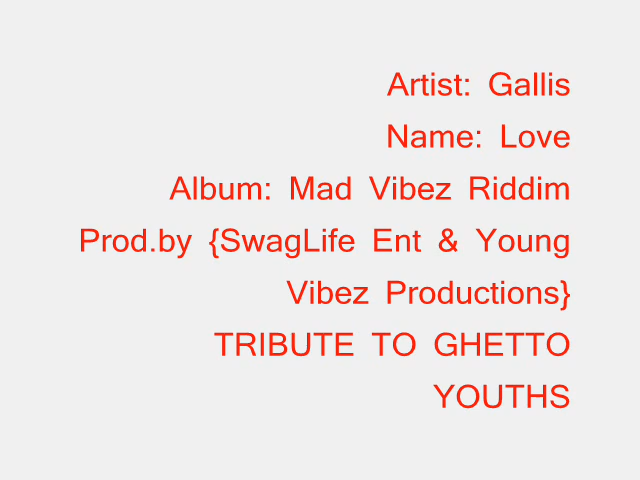 Artist: Gallis
Name: Love
Album: Mad Vibez Riddim
Prod.by {SwagLife Ent & Young
Vibez Productions}
TRIBUTE TO GHETTO
YOUTHS